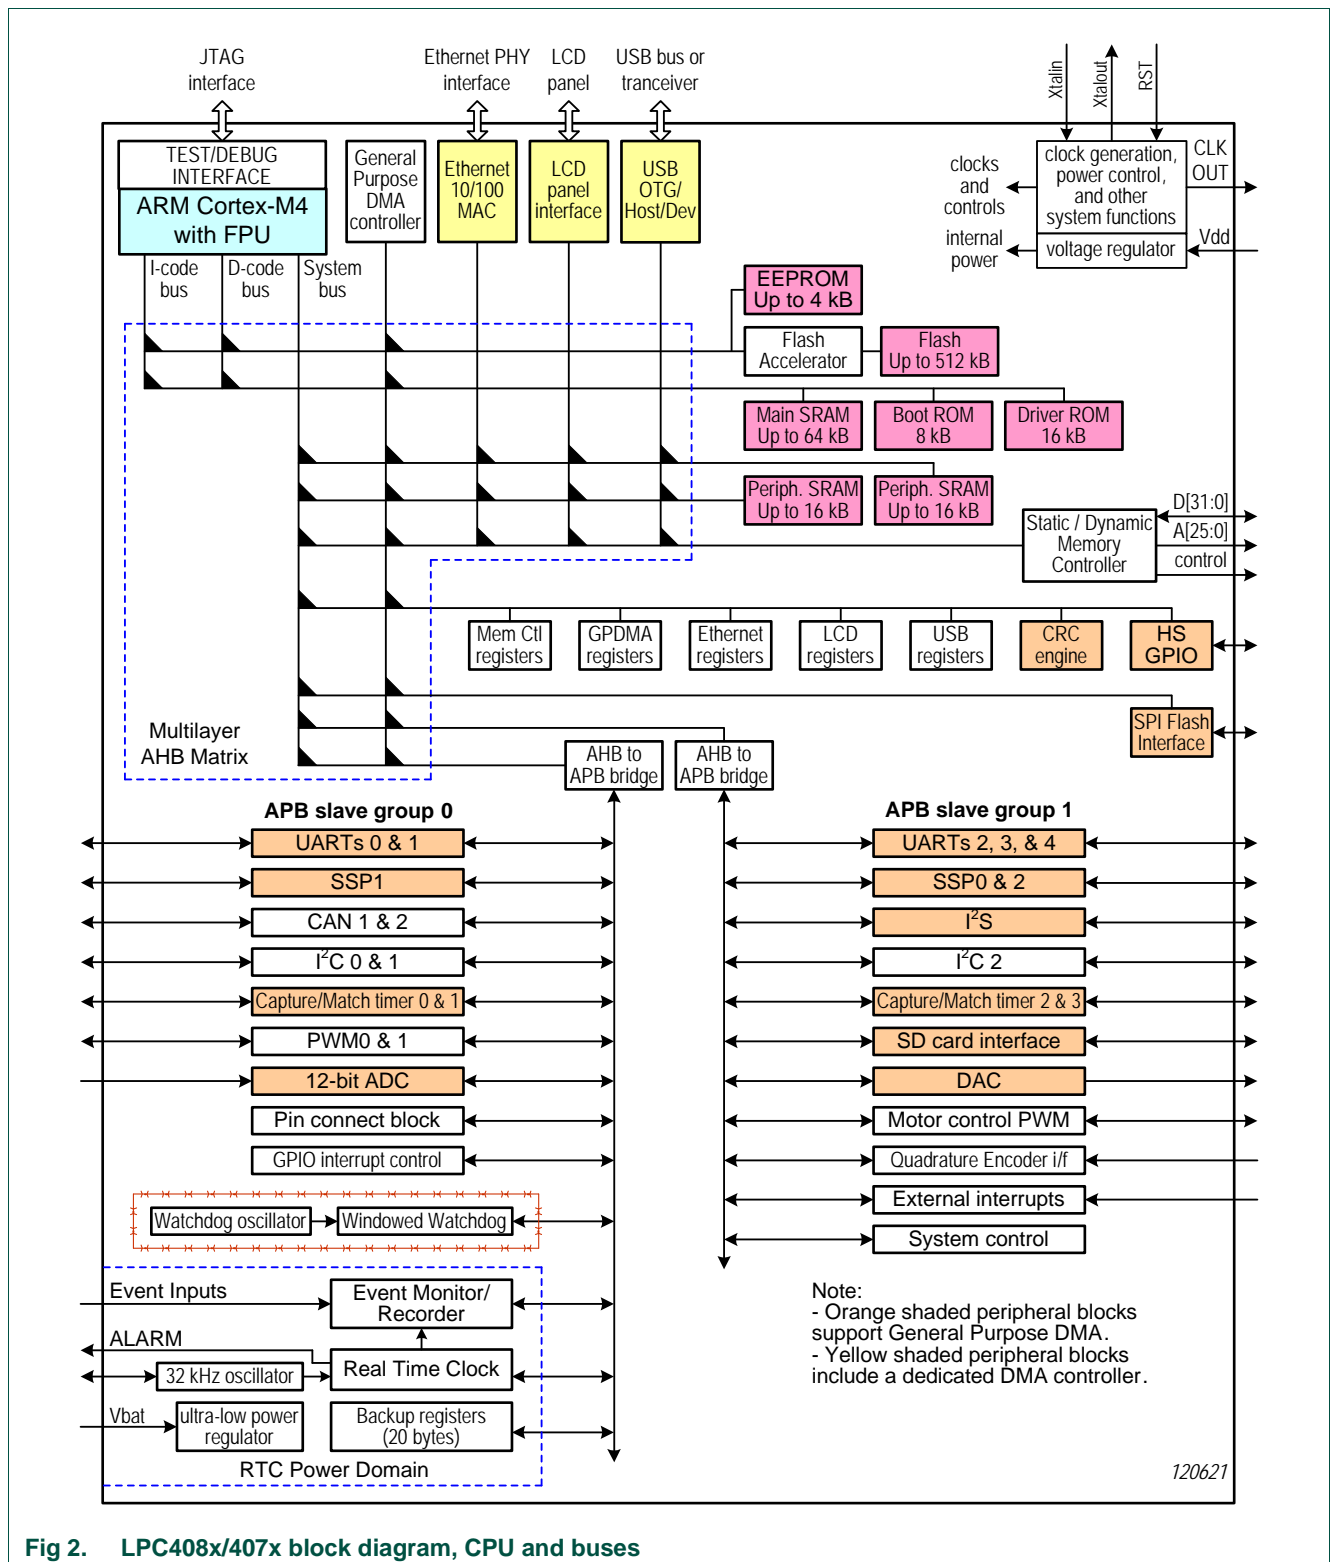 JTAG
interface
Ethernet PHY
interface
LCD
panel
USB bus or
tranceiver
Xtalin
Xtalout
RST
TEST/DEBUG
INTERFACE
ARM Cortex-M4
with FPU
General
Purpose
DMA
controller
Ethernet
10/100
MAC
LCD
panel
interface
USB
OTG/
Host/Dev
clocks
and
controls
internal
power
clock generation,
power control,
and other
system functions
voltage regulator
CLK
OUT
Vdd
I-code
bus
D-code
bus
System
bus
EEPROM
Up to 4 kB
Flash
Accelerator
Flash
Up to 512 kB
Main SRAM
Up to 64 kB
Boot ROM
8 kB
Driver ROM
16 kB
Periph. SRAM
Up to 16 kB
Periph. SRAM
Up to 16 kB
Static / Dynamic
Memory
Controller
D[31:0]
A[25:0]
control
Mem Ctl
registers
GPDMA
registers
Ethernet
registers
LCD
registers
USB
registers
CRC
engine
HS
GPIO
SPI Flash
Interface
Multilayer
AHB Matrix
AHB to
APB bridge
AHB to
APB bridge
APB slave group 0
UARTs 0 & 1
SSP1
CAN 1 & 2
I2C 0 & 1
Capture/Match timer 0 & 1
PWM0 & 1
12-bit ADC
Pin connect block
GPIO interrupt control
Watchdog oscillator
Windowed Watchdog
APB slave group 1
UARTs 2, 3, & 4
SSP0 & 2
I2S
I2C 2
Capture/Match timer 2 & 3
SD card interface
DAC
Motor control PWM
Quadrature Encoder i/f
External interrupts
System control
Event Inputs
Event Monitor/
Recorder
ALARM
Real Time Clock
32 kHz oscillator
Vbat
ultra-low power
regulator
Backup registers
(20 bytes)
RTC Power Domain
Note:
- Orange shaded peripheral blocks
support General Purpose DMA.
- Yellow shaded peripheral blocks
include a dedicated DMA controller.
120621
Fig 2. LPC408x/407x block diagram, CPU and buses